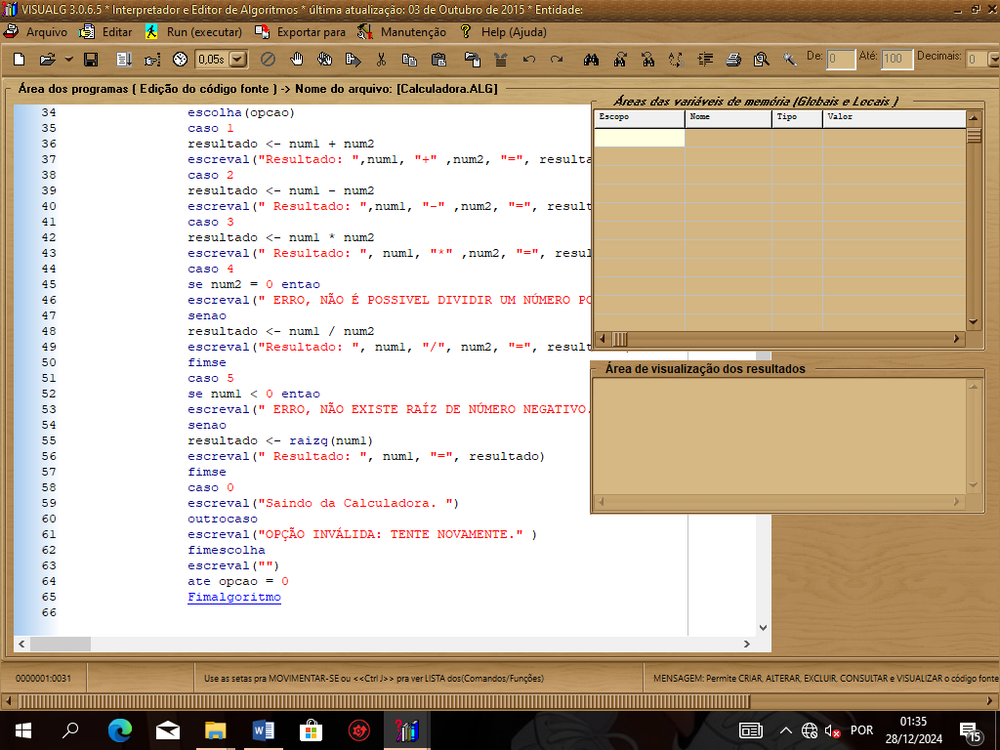 VISUALG 3.0.6.5 * Interpretador e Editor de Algoritmos * última atualização: 03 de Outubro de 2015 * Entidade:
Arquivo Editar Run (executar) Exportar para Manutenção Help (Ajuda)
0,05s De: 0 Até: 100 Decimais: 0
Área dos programas ( Edição do código fonte ) -> Nome do arquivo: [Calculadora.ALG]
34 escolha(opcao)
35 caso 1
36 resultado <- num1 + num2
37 escreval("Resultado: ",num1, "+" ,num2, "=", resulta
38 caso 2
39 resultado <- num1 - num2
40 escreval(" Resultado: ",num1, "-" ,num2, "=", result
41 caso 3
42 resultado <- num1 * num2
43 escreval(" Resultado: ", num1, "*" ,num2, "=", resul
44 caso 4
45 se num2 = 0 entao
46 escreval(" ERRO, NÃO É POSSIVEL DIVIDIR UM NÚMERO PO
47 senao
48 resultado <- num1 / num2
49 escreval("Resultado: ", num1, "/", num2, "=", result
50 fimse
51 caso 5
52 se num1 < 0 entao
53 escreval(" ERRO, NÃO EXISTE RAÍZ DE NÚMERO NEGATIVO.
54 senao
55 resultado <- raizq(num1)
56 escreval(" Resultado: ", num1, "=", resultado)
57 fimse
58 caso 0
59 escreval("Saindo da Calculadora. ")
60 outrocaso
61 escreval("OPÇÃO INVÁLIDA: TENTE NOVAMENTE." )
62 fimescolha
63 escreval("")
64 ate opcao = 0
65 Fimalgoritmo
66
Áreas das variáveis de memória (Globais e Locais )
Escopo Nome Tipo Valor
Área de visualização dos resultados
0000001:0031 Use as setas pra MOVIMENTAR-SE ou <<Ctrl J>> pra ver LISTA dos(Comandos/Funções) MENSAGEM: Permite CRIAR, ALTERAR, EXCLUIR, CONSULTAR e VISUALIZAR o código fonte
POR 01:35
28/12/2024 15